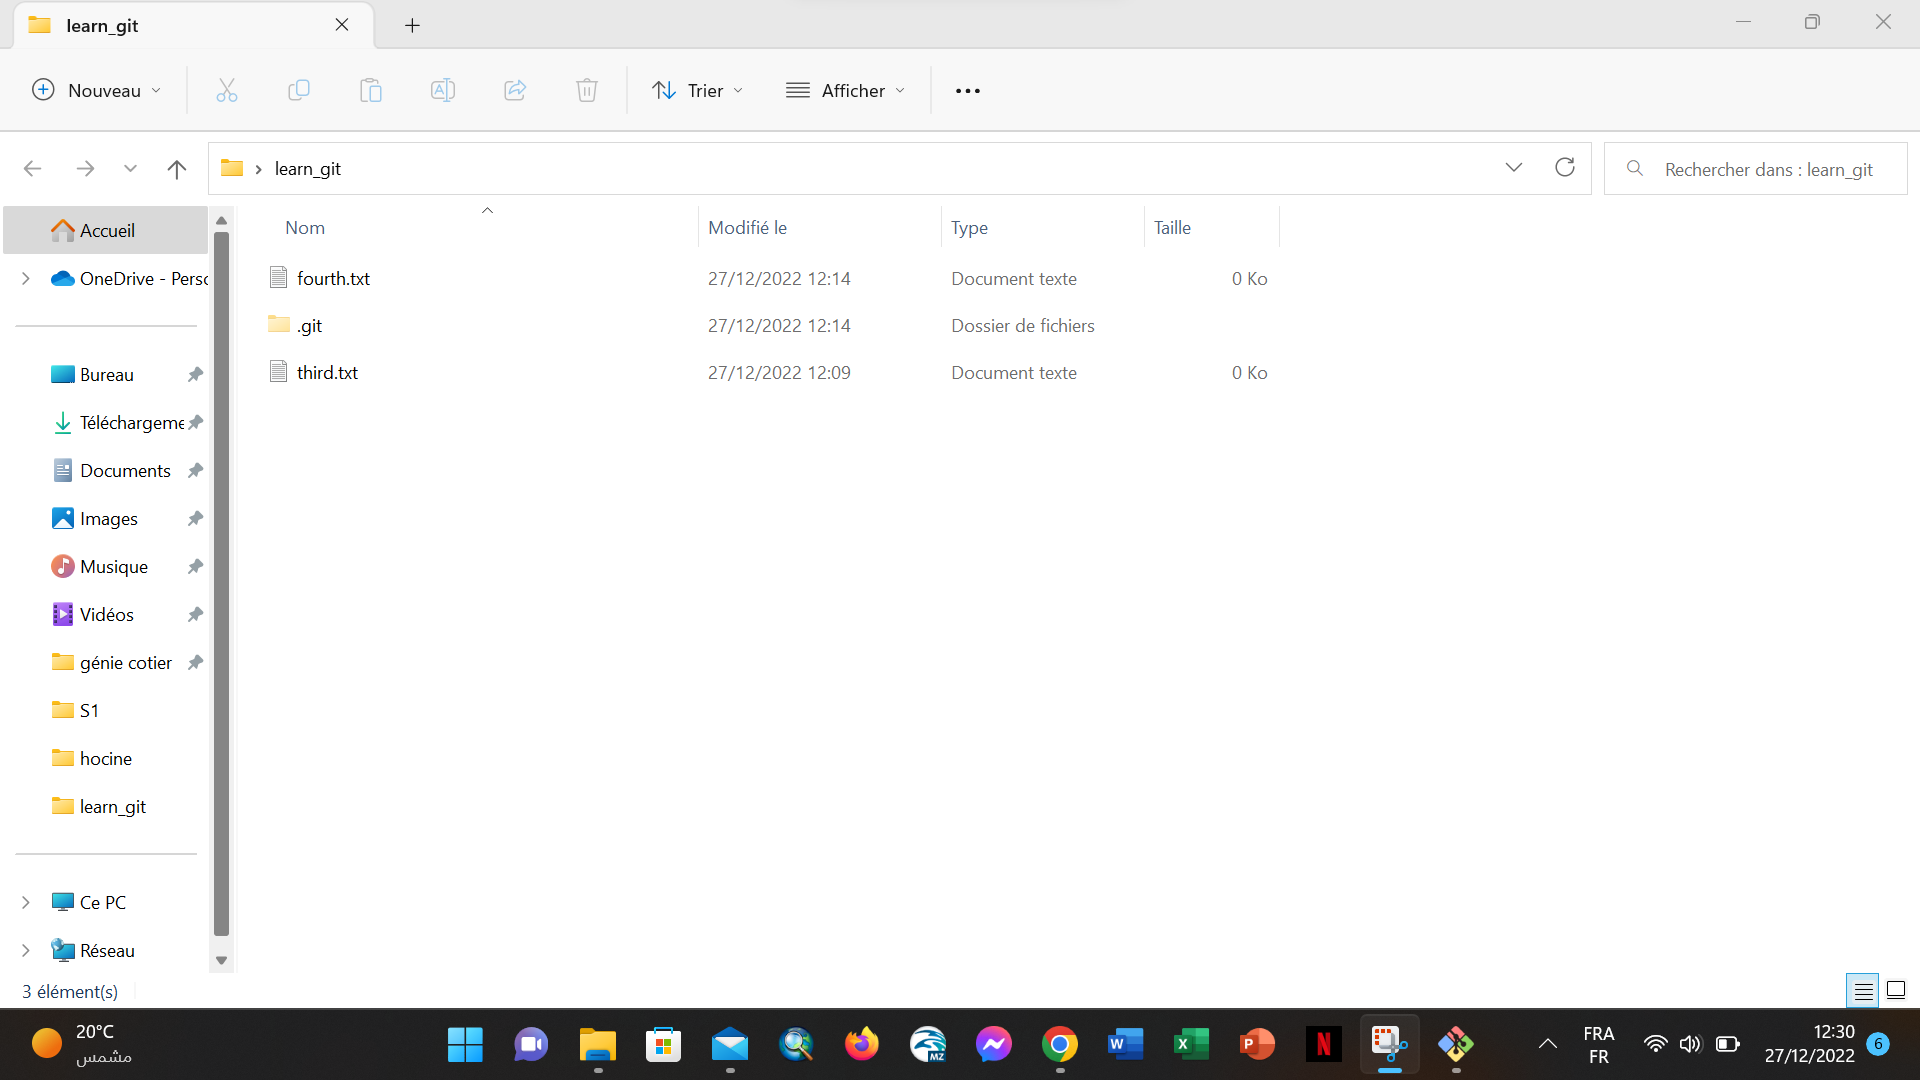 learn_git
Nouveau
Trier
Afficher
learn_git
Rechercher dans : learn_git
Accueil
OneDrive - Perso
Bureau
Téléchargeme
Documents
Images
Musique
Vidéos
génie cotier
S1
hocine
learn_git
Ce PC
Réseau
Nom Modifié le Type Taille
fourth.txt 27/12/2022 12:14 Document texte 0 Ko
.git 27/12/2022 12:14 Dossier de fichiers
third.txt 27/12/2022 12:09 Document texte 0 Ko
3 élément(s)
20°C
مشمس
MZ
W
X
P
N
FRA
FR
12:30
27/12/2022
6